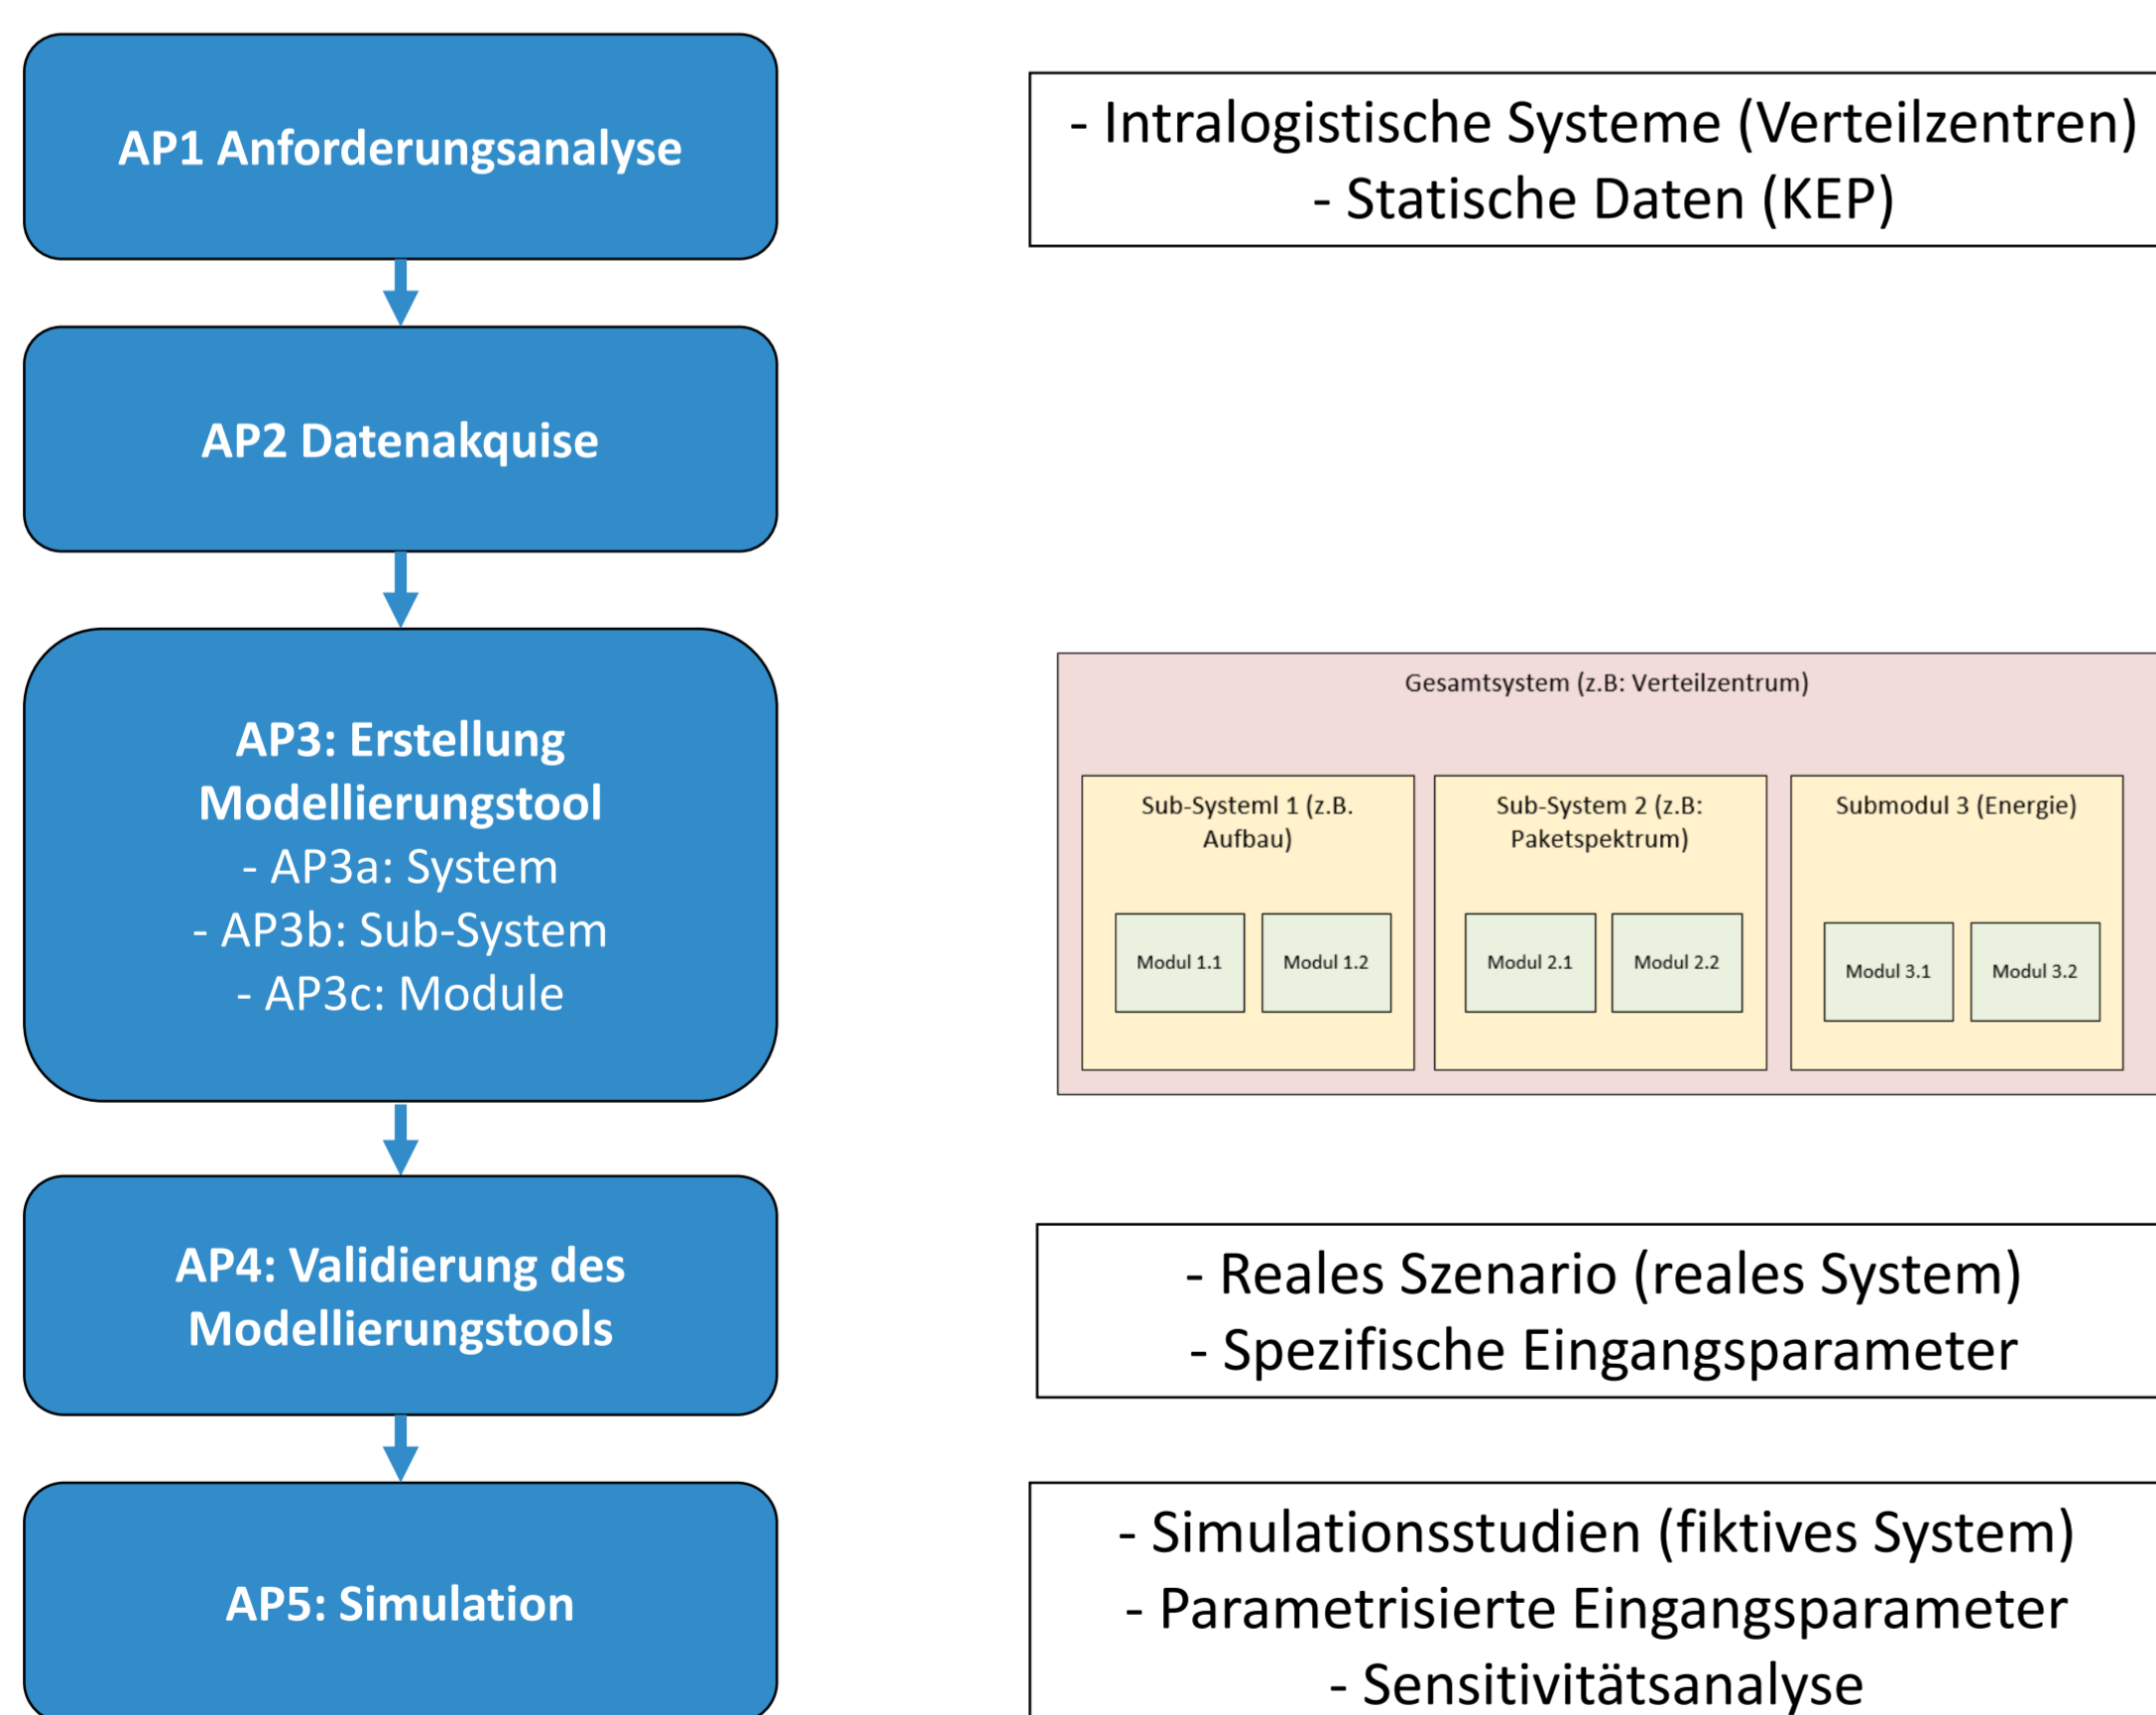 AP1 Anforderungsanalyse
- Intralogistische Systeme (Verteilzentren)
- Statische Daten (KEP)
AP2 Datenakquise
AP3: Erstellung
Modellierungstool
- AP3a: System
- AP3b: Sub-System
- AP3c: Module
Gesamtsystem (z.B: Verteilzentrum)
Sub-Systeml 1 (z.B.
Aufbau)
Modul 1.1
Modul 1.2
Sub-System 2 (z.B:
Paketspektrum)
Modul 2.1
Modul 2.2
Submodul 3 (Energie)
Modul 3.1
Modul 3.2
AP4: Validierung des
Modellierungstools
- Reales Szenario (reales System)
- Spezifische Eingangsparameter
AP5: Simulation
- Simulationsstudien (fiktives System)
- Parametrisierte Eingangsparameter
- Sensitivitätsanalyse